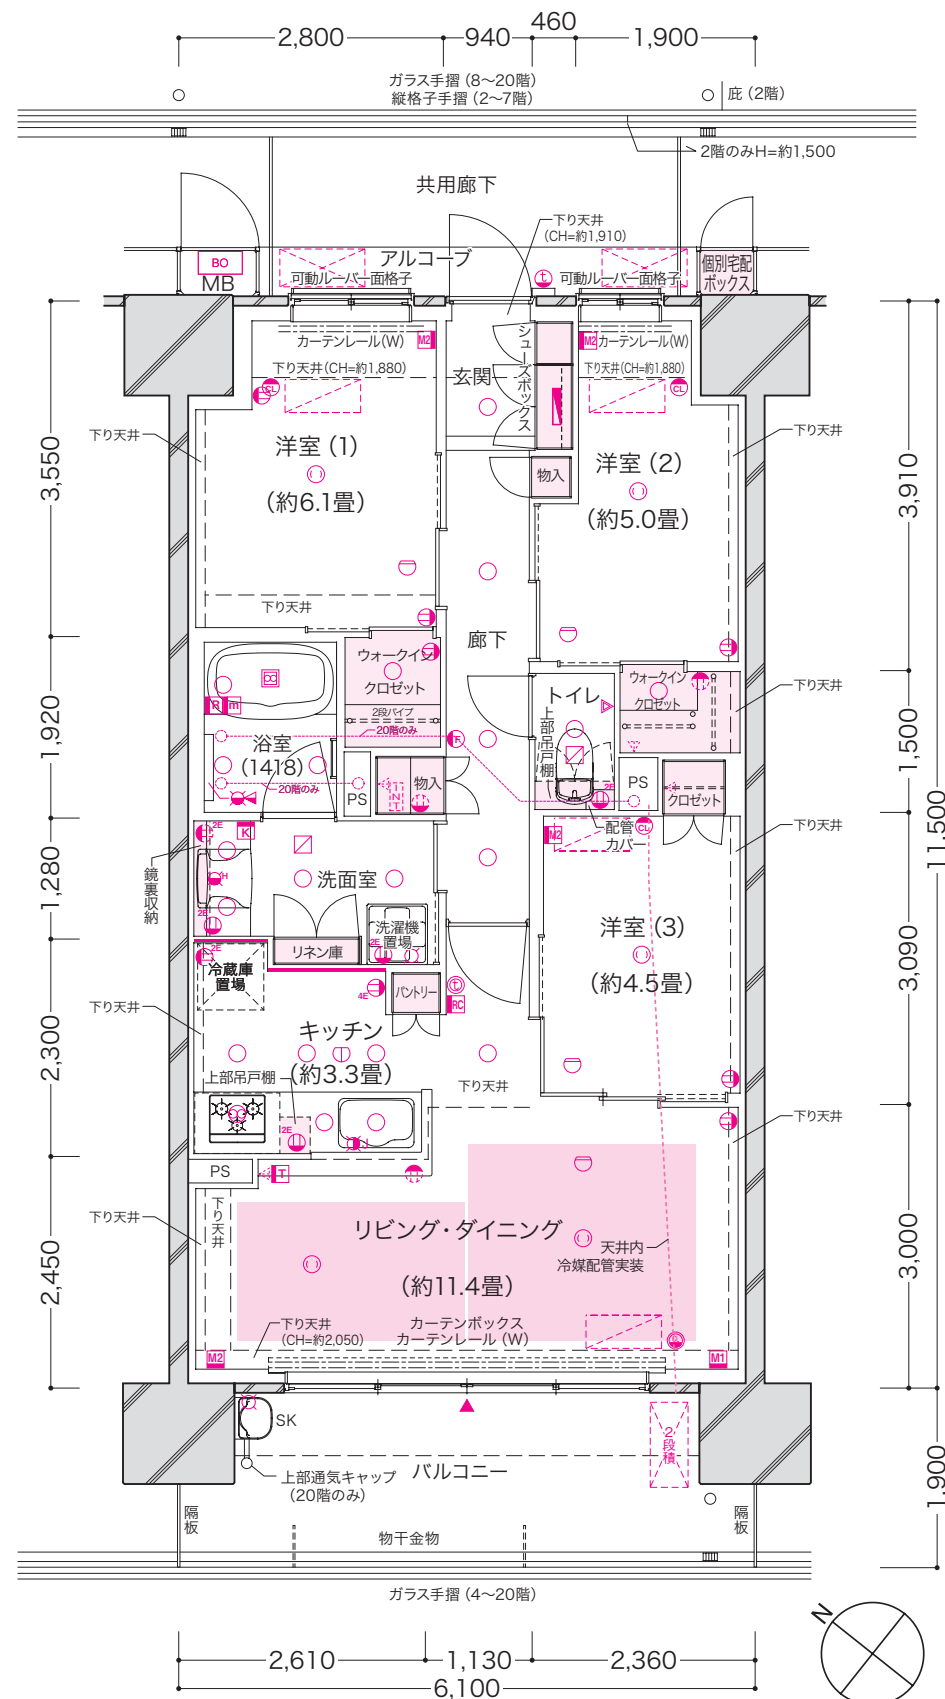 460
2,800
940
1,900
ガラス手摺 (8〜20階)
縦格子手摺 (2〜7階)
庇 (2階)
2階のみH=約1,500
共用廊下
下り天井
(CH=約1,910)
アルコーブ
BO
MB
可動ルーバー面格子
t
可動ルーバー面格子
個別宅配
ボックス
カーテンレール(W)
M2
シューズボックス
M2
カーテンレール(W)
下り天井(CH=約1,880)
玄関
下り天井(CH=約1,880)
CL
CL
下り天井
下り天井
洋室 (1)
(約6.1畳)
物入
洋室 (2)
(約5.0畳)
3,550
3,910
下り天井
廊下
ウォークイン
クロゼット
トイレ
ウォークイン
クロゼット
下り天井
R
m
2段パイプ
20階のみ
上部吊戸棚
1,920
浴室
(1418)
20階のみ
PS
物入
2E
PS
クロゼット
1,500
11,500
配管
カバー
2E
K
M2
CL
下り天井
1,280
鏡裏収納
H
2E
洗面室
洗濯機
置場
2E
リネン庫
洋室 (3)
(約4.5畳)
3,090
2E
冷蔵庫
置場
4E
パントリー
t
RC
下り天井
キッチン
(約3.3畳)
2,300
上部吊戸棚
下り天井
2E
下り天井
PS
T
下り天井
下り天井
リビング・ダイニング
(約11.4畳)
天井内
冷媒配管実装
2,450
3,000
下り天井
(CH=約2,050)
カーテンボックス
カーテンレール (W)
M2
M1
SK
2段積
上部通気キャップ
(20階のみ)
バルコニー
1,900
隔板
物干金物
隔板
ガラス手摺 (4〜20階)
N
2,610
1,130
2,360
6,100